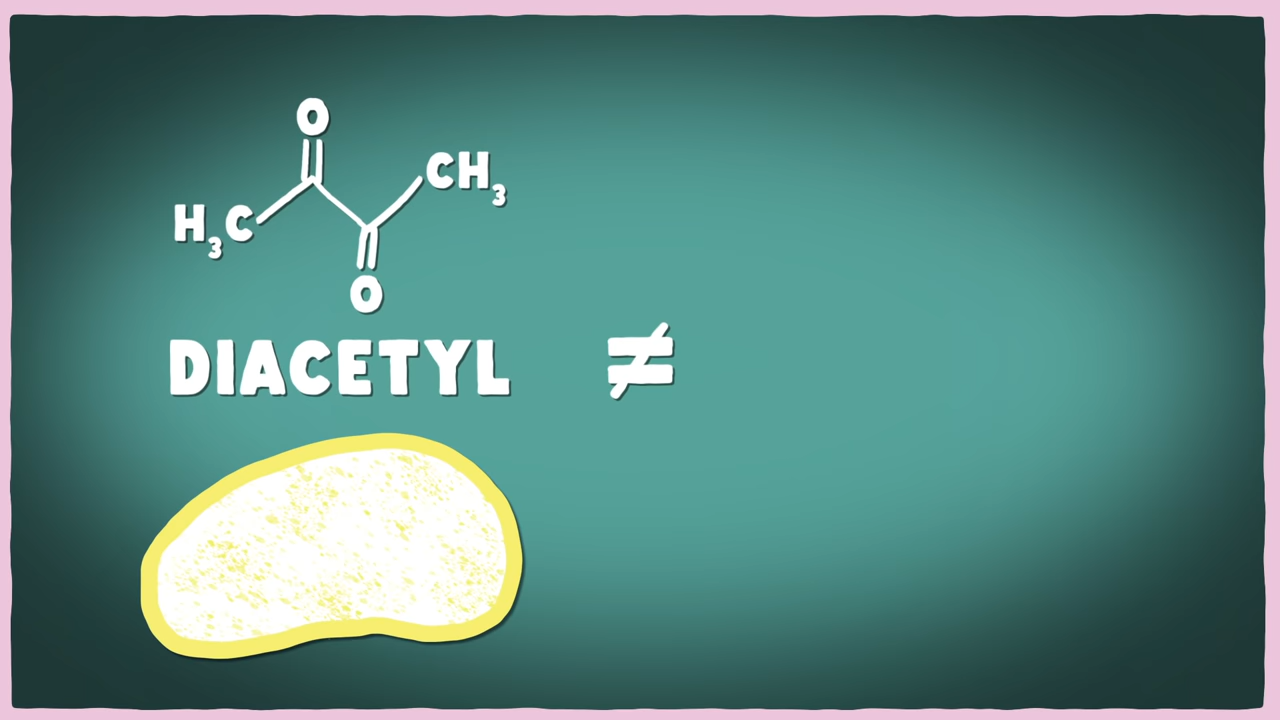 O
CH₃
H₃C
O
DIACETYL ≠